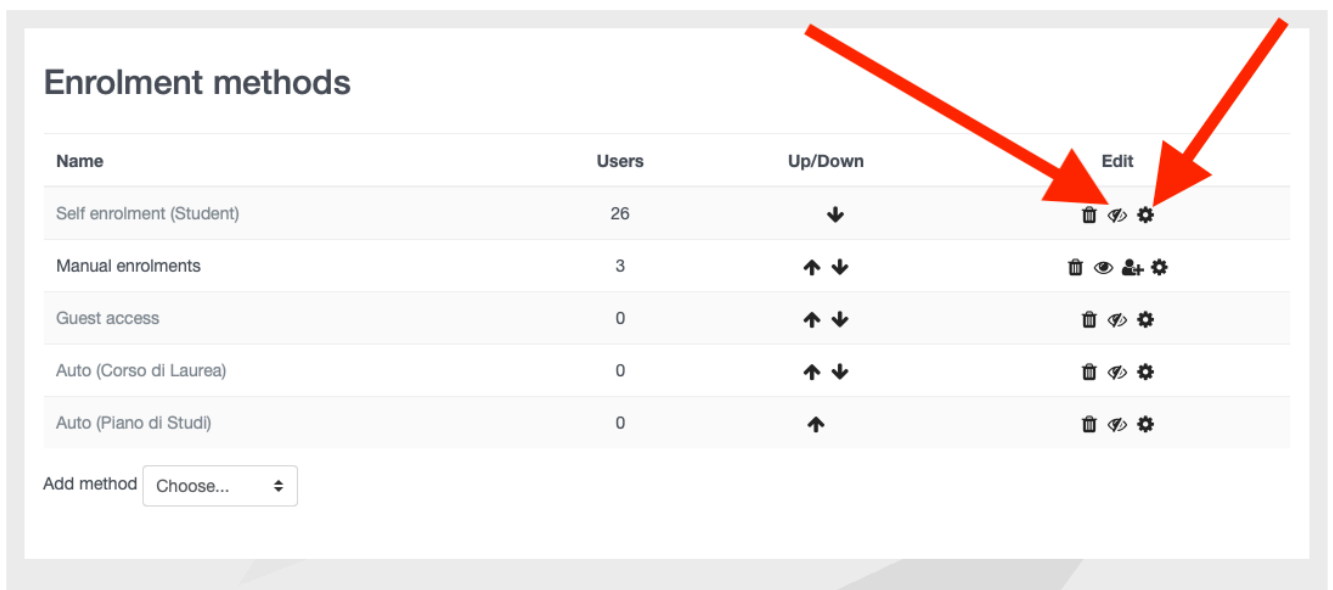 Enrolment methods
Name Users Up/Down Edit
Self enrolment (Student) 26
Manual enrolments 3
Guest access 0
Auto (Corso di Laurea) 0
Auto (Piano di Studi) 0
Add method Choose...